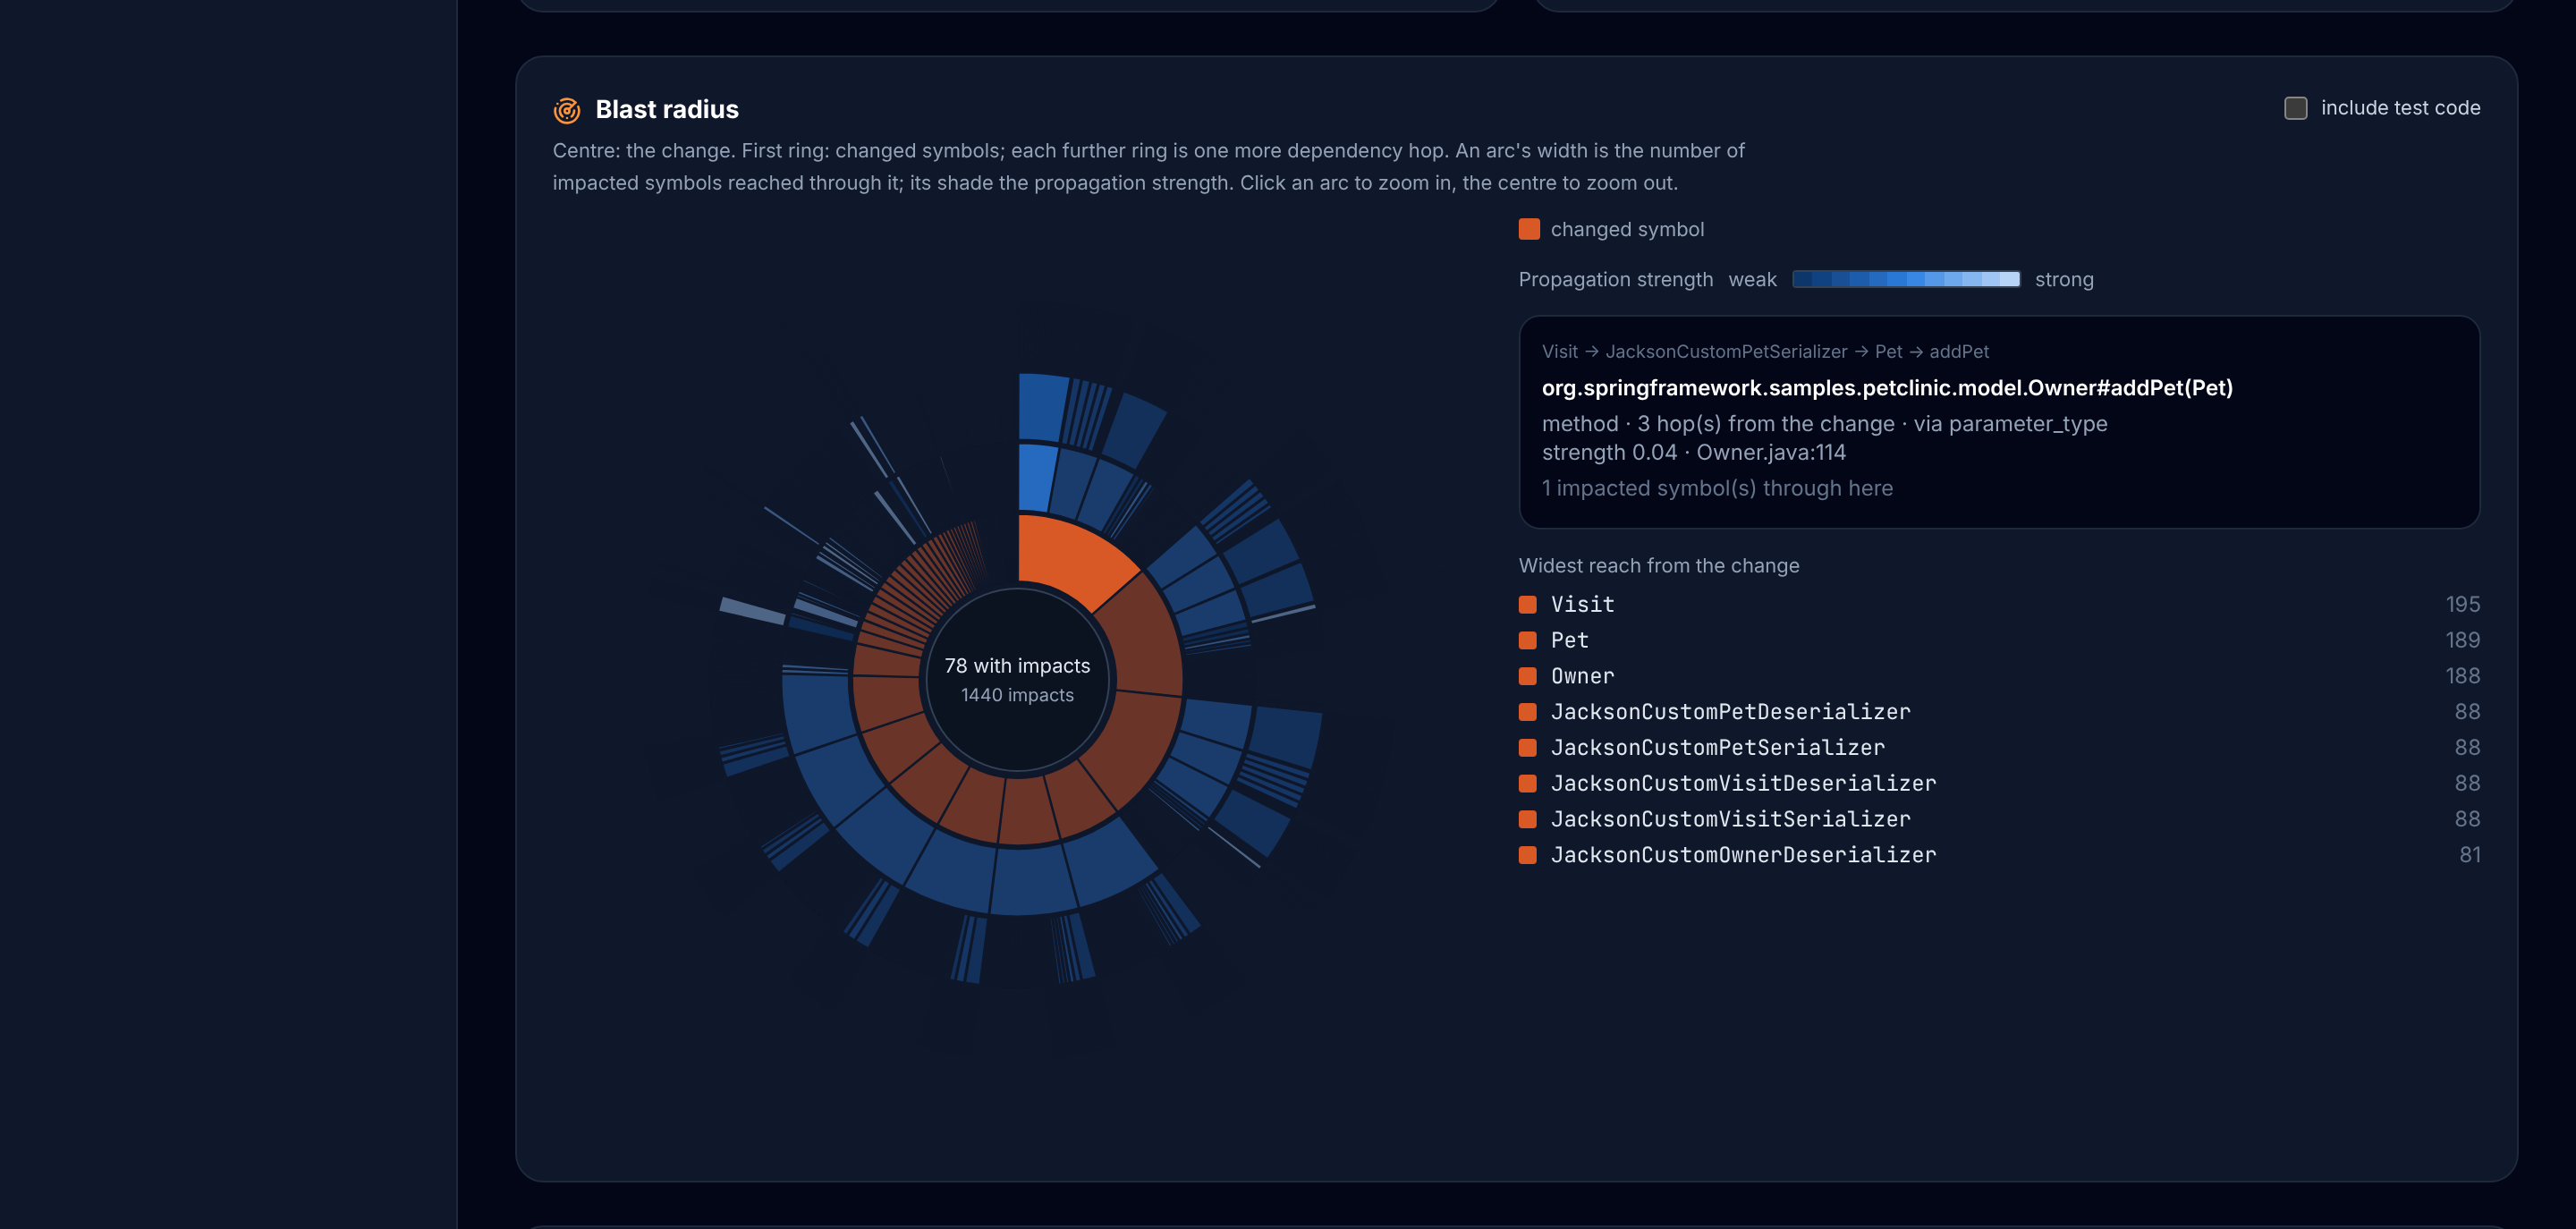 Blast radius
include test code
Centre: the change. First ring: changed symbols; each further ring is one more dependency hop. An arc's width is the number of
impacted symbols reached through it; its shade the propagation strength. Click an arc to zoom in, the centre to zoom out.
changed symbol
Propagation strength weak strong
Visit → JacksonCustomPetSerializer → Pet → addPet
org.springframework.samples.petclinic.model.Owner#addPet(Pet)
method · 3 hop(s) from the change · via parameter_type
strength 0.04 · Owner.java:114
1 impacted symbol(s) through here
78 with impacts
1440 impacts
Widest reach from the change
Visit 195
Pet 189
Owner 188
JacksonCustomPetDeserializer 88
JacksonCustomPetSerializer 88
JacksonCustomVisitDeserializer 88
JacksonCustomVisitSerializer 88
JacksonCustomOwnerDeserializer 81